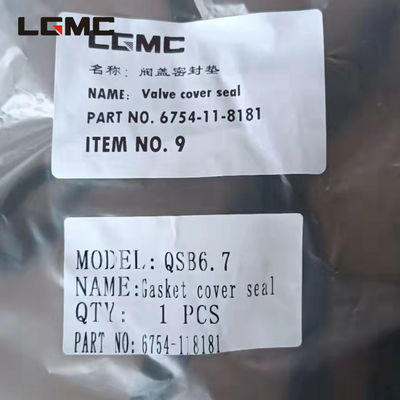 LGMC
LGMC
名称：阀盖密封垫
NAME: Valve cover seal
PART NO. 6754-11-8181
ITEM NO. 9
MODEL:QSB6.7
NAME:Gasket cover seal
QTY: 1 PCS
PART NO: 6754-118181